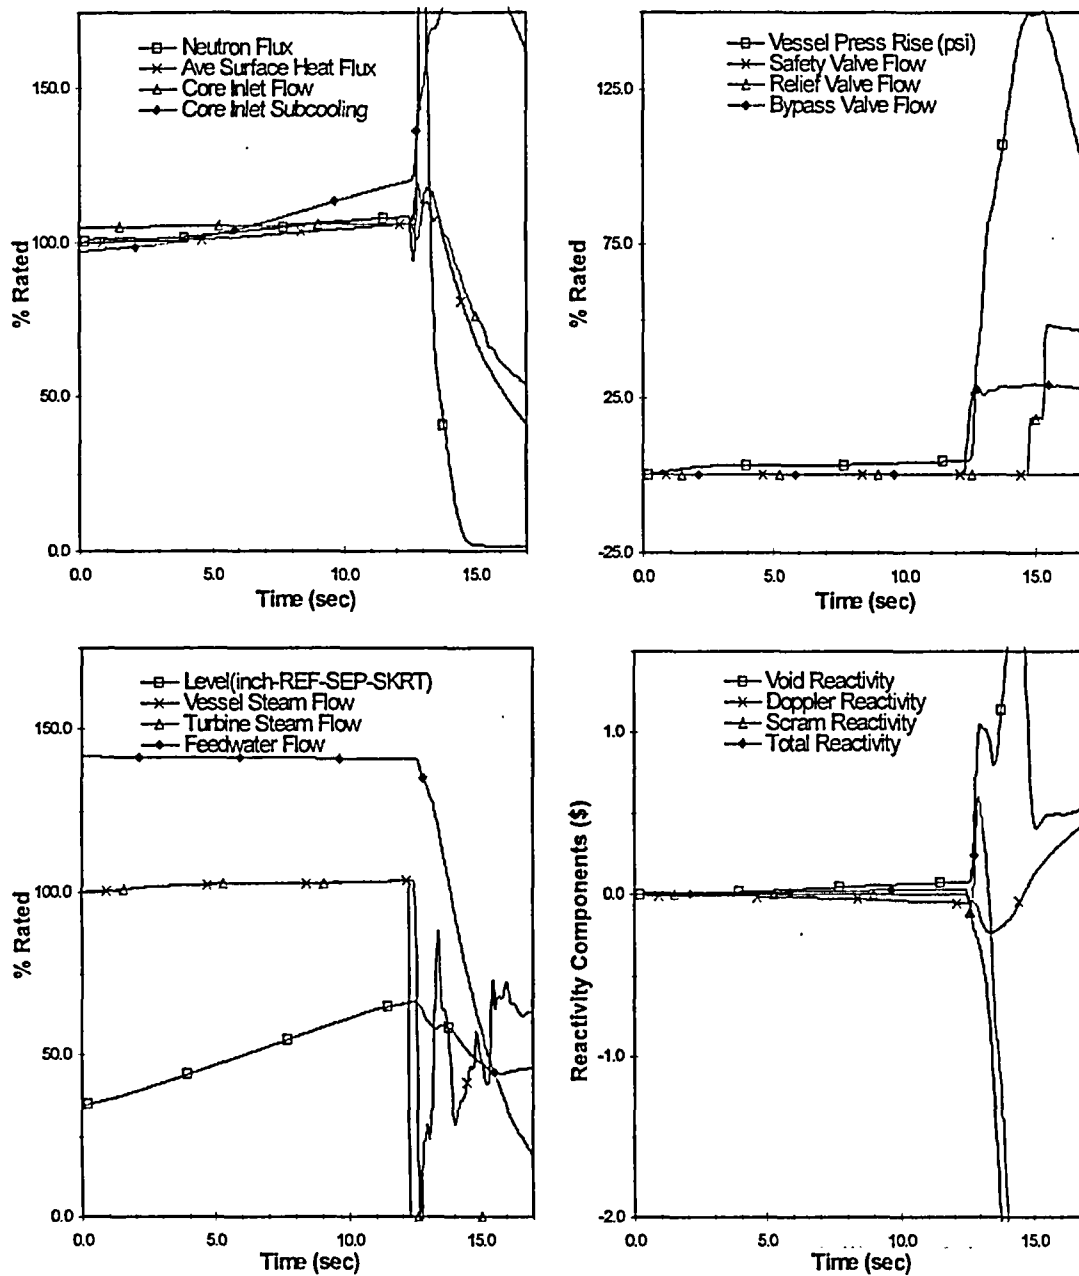 Neutron Flux
Ave Surface Heat Flux
Core Inlet Flow
Core Inlet Subcooling
150.0
100.0
50.0
0.0
% Rated
0.0 5.0 10.0 15.0
Time (sec)
Vessel Press Rise (psi)
Safety Valve Flow
Relief Valve Flow
Bypass Valve Flow
125.0
75.0
25.0
-25.0
% Rated
0.0 5.0 10.0 15.0
Time (sec)
Level(inch-REF-SEP-SKRT)
Vessel Steam Flow
Turbine Steam Flow
Feedwater Flow
150.0
100.0
50.0
0.0
% Rated
0.0 5.0 10.0 15.0
Time (sec)
Void Reactivity
Doppler Reactivity
Scram Reactivity
Total Reactivity
1.0
0.0
-1.0
-2.0
Reactivity Components ($)
0.0 5.0 10.0 15.0
Time (sec)